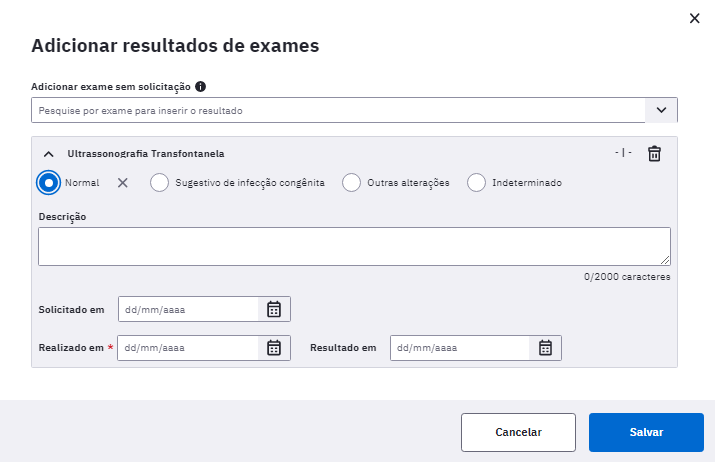 Adicionar resultados de exames
Adicionar exame sem solicitação
Pesquise por exame para inserir o resultado
Ultrassonografia Transfontanela - | -
Normal Sugestivo de infecção congênita Outras alterações Indeterminado
Descrição
0/2000 caracteres
Solicitado em dd/mm/aaaa
Realizado em * dd/mm/aaaa Resultado em dd/mm/aaaa
Cancelar Salvar